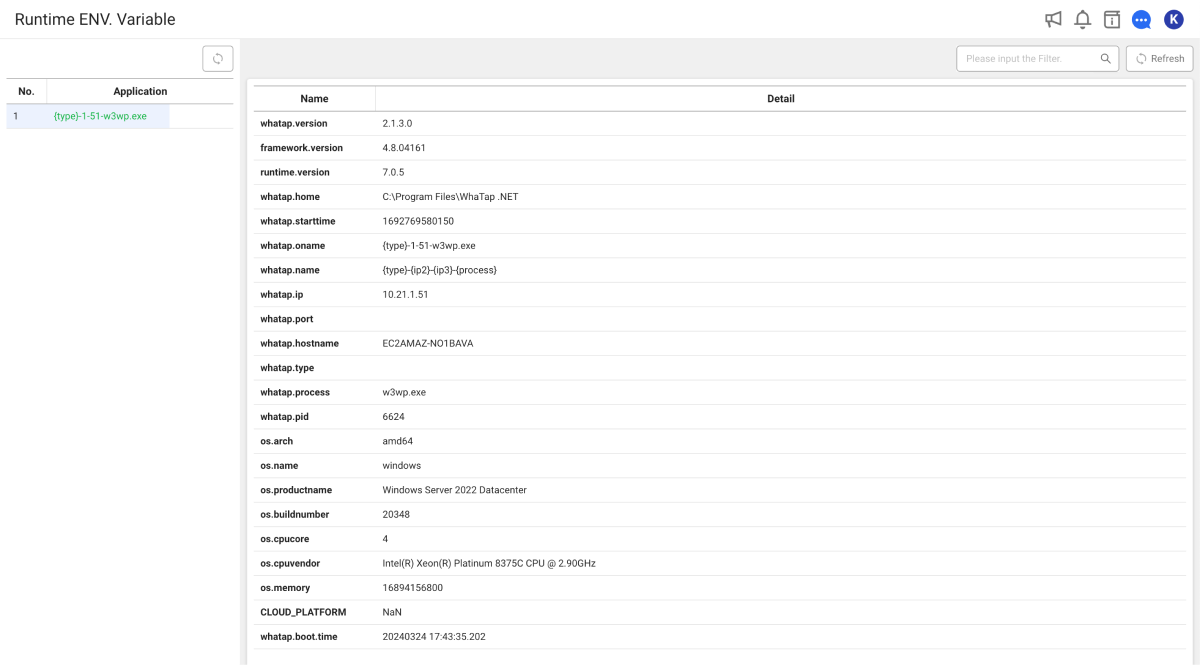 Runtime ENV. Variable
K
Please input the Filter.
Refresh
No. Application
1 {type}-1-51-w3wp.exe
Name Detail
whatap.version 2.1.3.0
framework.version 4.8.04161
runtime.version 7.0.5
whatap.home C:\Program Files\WhaTap .NET
whatap.starttime 1692769580150
whatap.oname {type}-1-51-w3wp.exe
whatap.name {type}-{ip2}-{ip3}-{process}
whatap.ip 10.21.1.51
whatap.port
whatap.hostname EC2AMAZ-NO1BAVA
whatap.type
whatap.process w3wp.exe
whatap.pid 6624
os.arch amd64
os.name windows
os.productname Windows Server 2022 Datacenter
os.buildnumber 20348
os.cpucore 4
os.cpuvendor Intel(R) Xeon(R) Platinum 8375C CPU @ 2.90GHz
os.memory 16894156800
CLOUD_PLATFORM NaN
whatap.boot.time 20240324 17:43:35.202